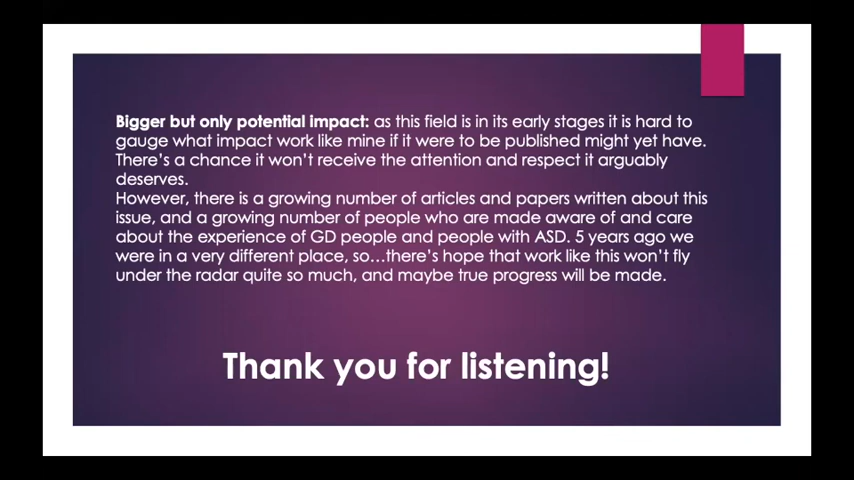 Bigger but only potential impact: as this field is in its early stages it is hard to
gauge what impact work like mine if it were to be published might yet have.
There’s a chance it won’t receive the attention and respect it arguably
deserves.
However, there is a growing number of articles and papers written about this
issue, and a growing number of people who are made aware of and care
about the experience of GD people and people with ASD. 5 years ago we
were in a very different place, so…there’s hope that work like this won’t fly
under the radar quite so much, and maybe true progress will be made.
Thank you for listening!